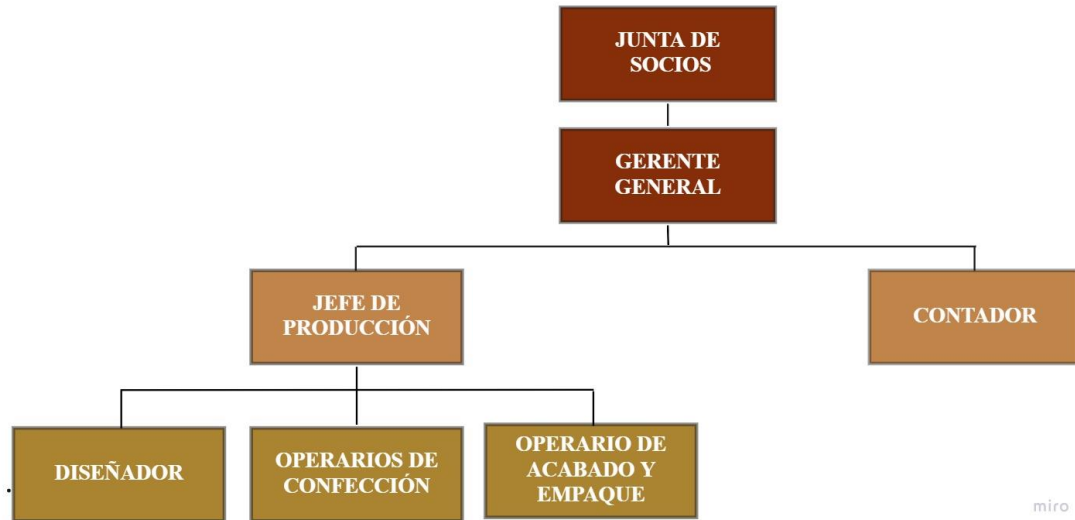 JUNTA DE
SOCIOS
GERENTE
GENERAL
JEFE DE
PRODUCCIÓN
CONTADOR
DISEÑADOR
OPERARIOS DE
CONFECCIÓN
OPERARIO DE
ACABADO Y
EMPAQUE
.
miro